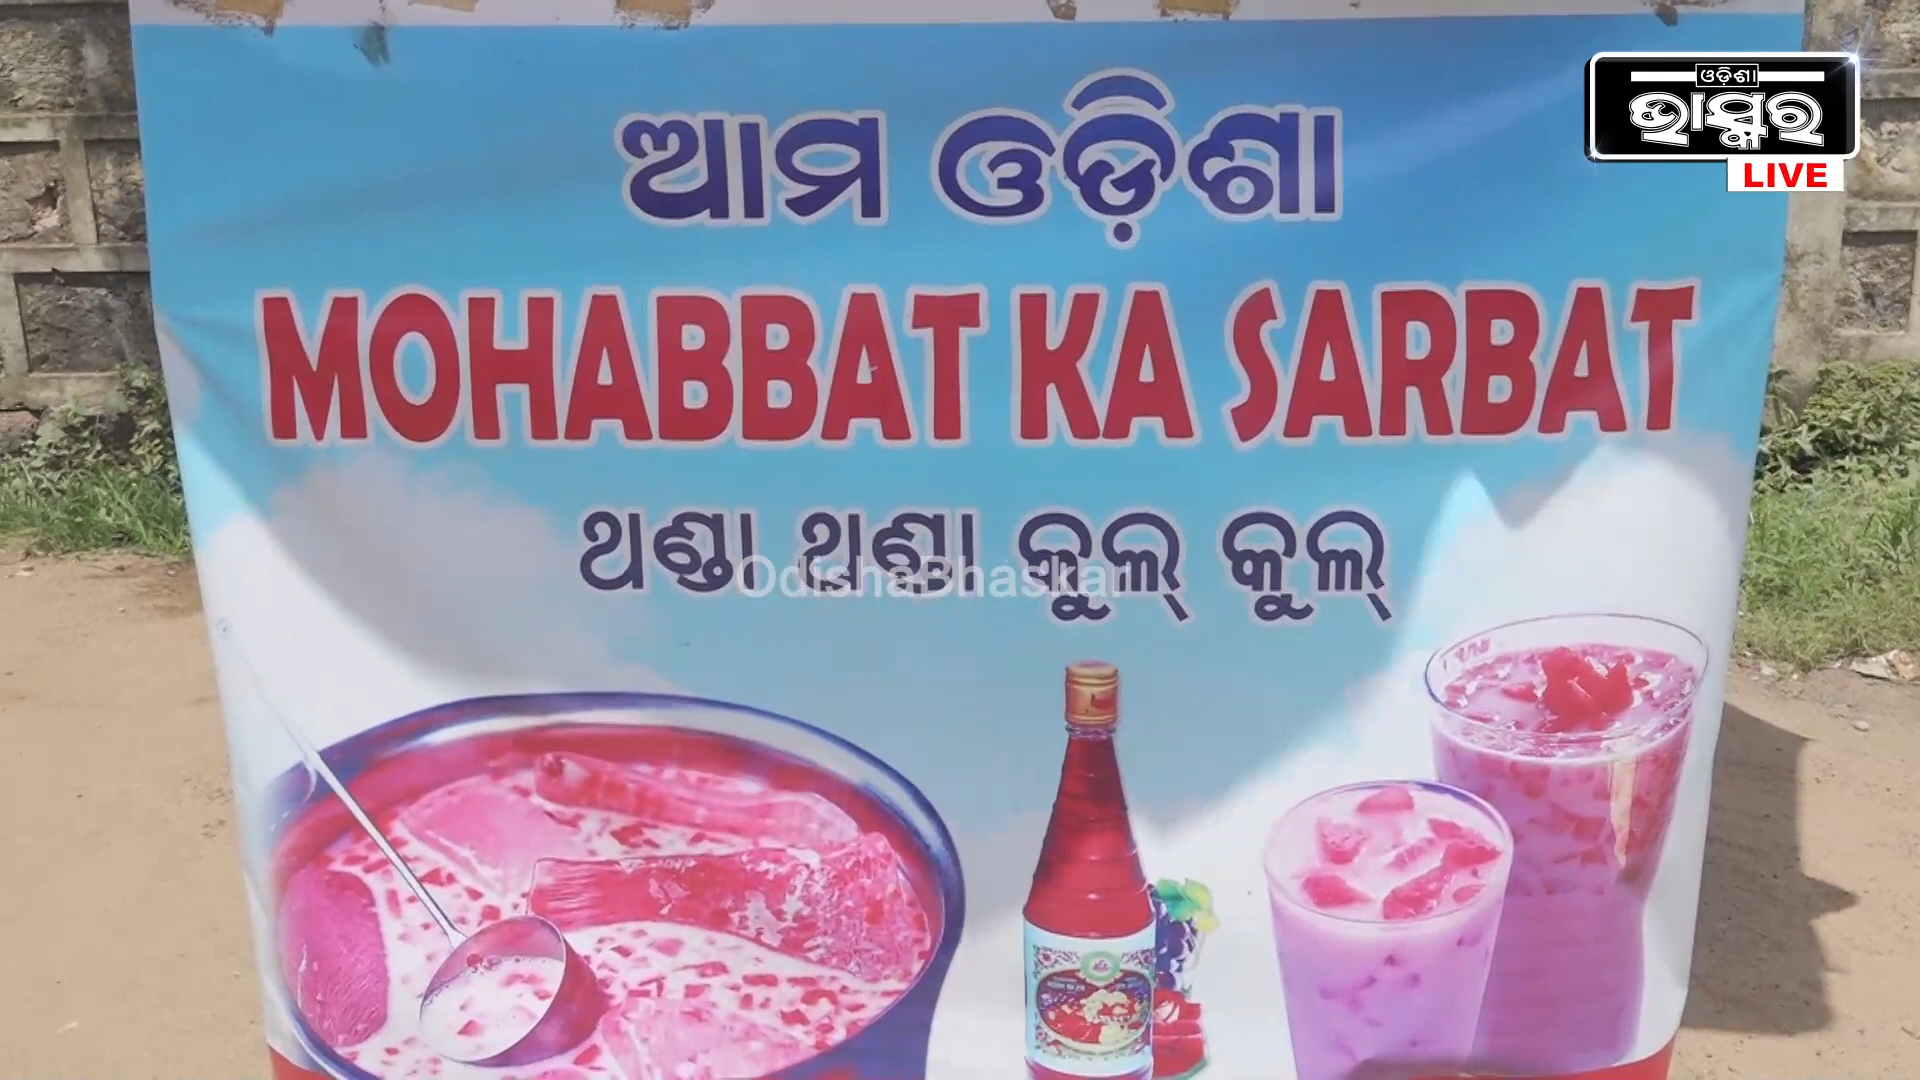 ଓଡ଼ିଶା
ଭାସ୍କର
LIVE
ଆମ ଓଡ଼ିଶା
MOHABBAT KA SARBAT
ଥଣ୍ଡା ଥଣ୍ଡା କୁଲ୍ କୁଲ୍
OdishaBhaskar